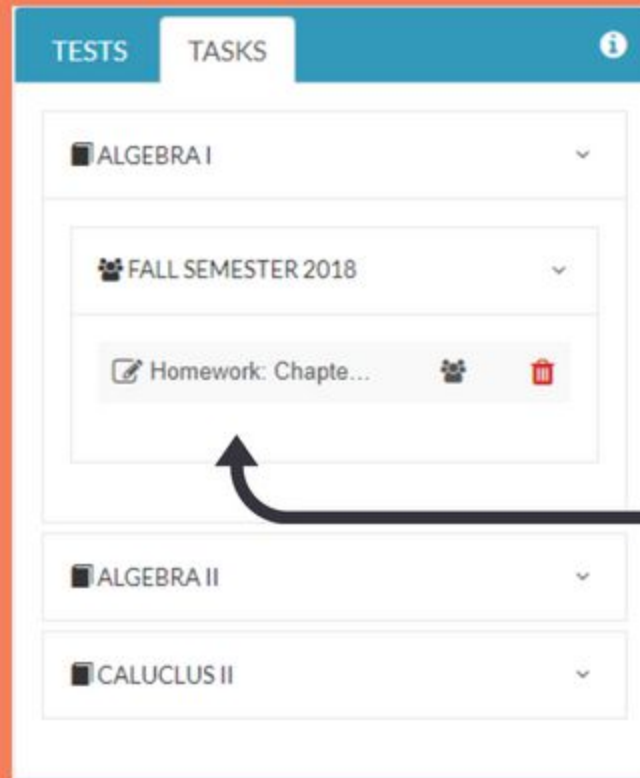 TESTS TASKS
ALGEBRA I
FALL SEMESTER 2018
Homework: Chapte...
ALGEBRA II
CALUCLUS II